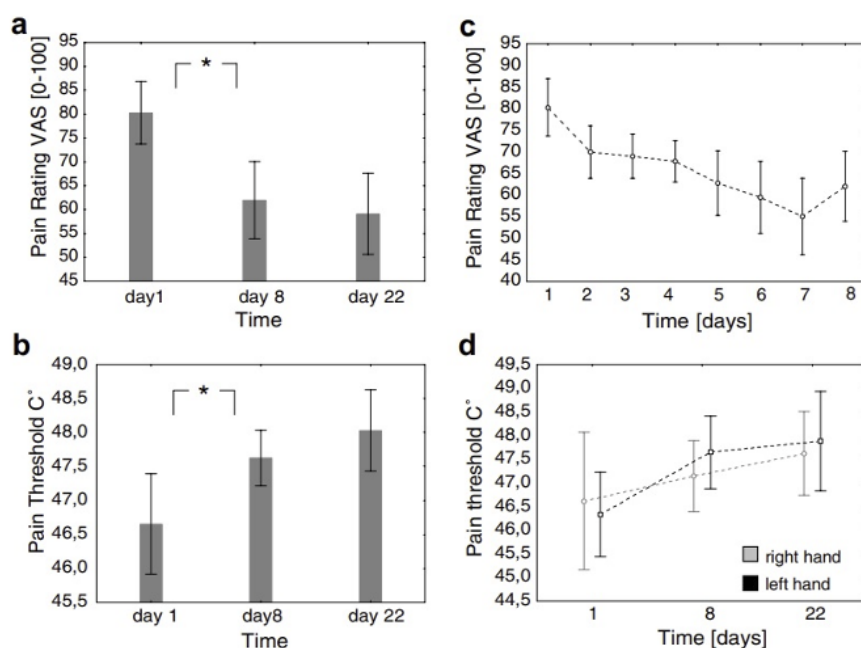 a
Pain Rating VAS [0-100]
95
90
85
80
75
70
65
60
55
50
45
*
day1 day 8 day 22
Time
c
Pain Rating VAS [0-100]
95
90
85
80
75
70
65
60
55
50
45
40
1 2 3 4 5 6 7 8
Time [days]
b
Pain Threshold C°
49,0
48,5
48,0
47,5
47,0
46,5
46,0
45,5
*
day 1 day8 day 22
Time
d
Pain threshold C°
49,5
49,0
48,5
48,0
47,5
47,0
46,5
46,0
45,5
45,0
44,5
right hand
left hand
1 8 22
Time [days]